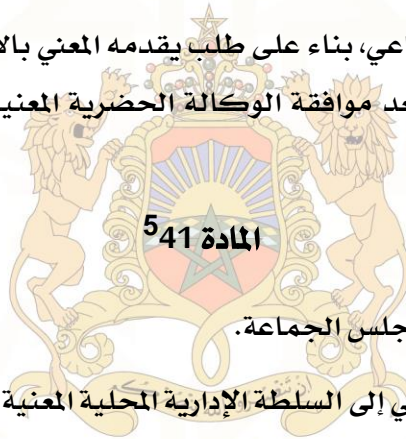 اعي، بناء على طلب يقدمه المعني بالا
عد موافقة الوكالة الحضرية المعنية
المادة 41⁵
جلس الجماعة.
ي إلى السلطة الإدارية المحلية المعنية